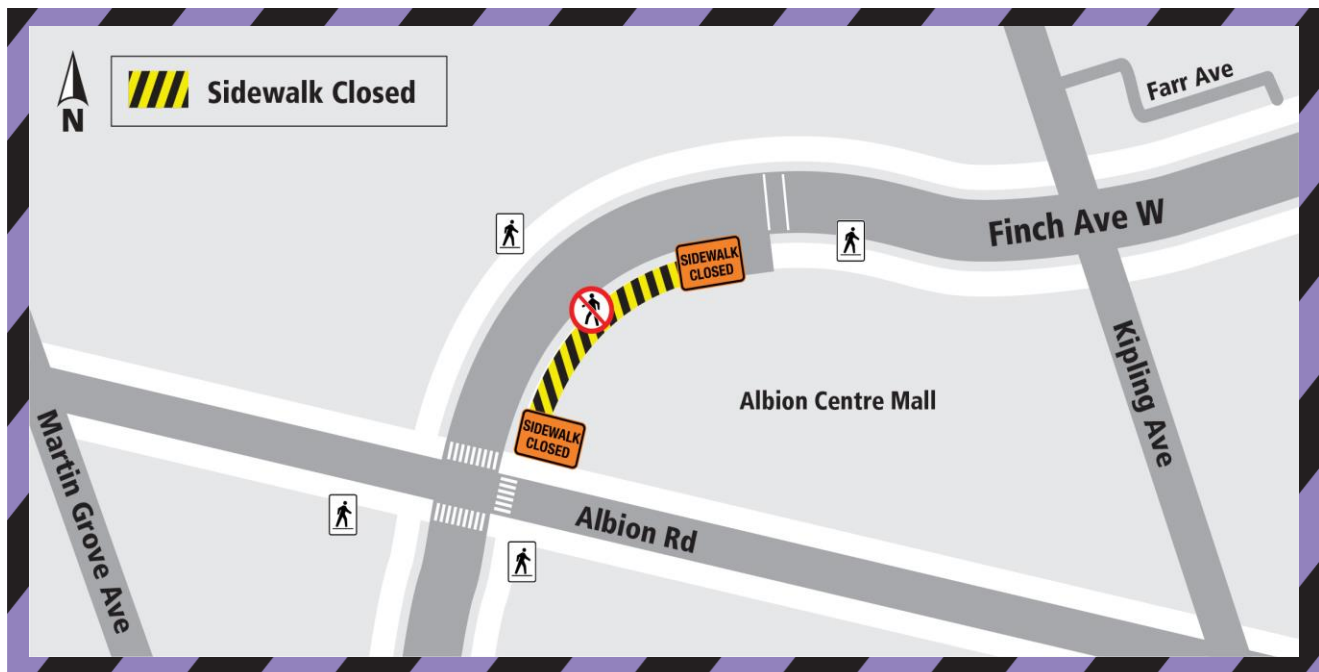 N
Sidewalk Closed
Farr Ave
Finch Ave W
SIDEWALK
CLOSED
Kipling Ave
Albion Centre Mall
SIDEWALK
CLOSED
Martin Grove Ave
Albion Rd